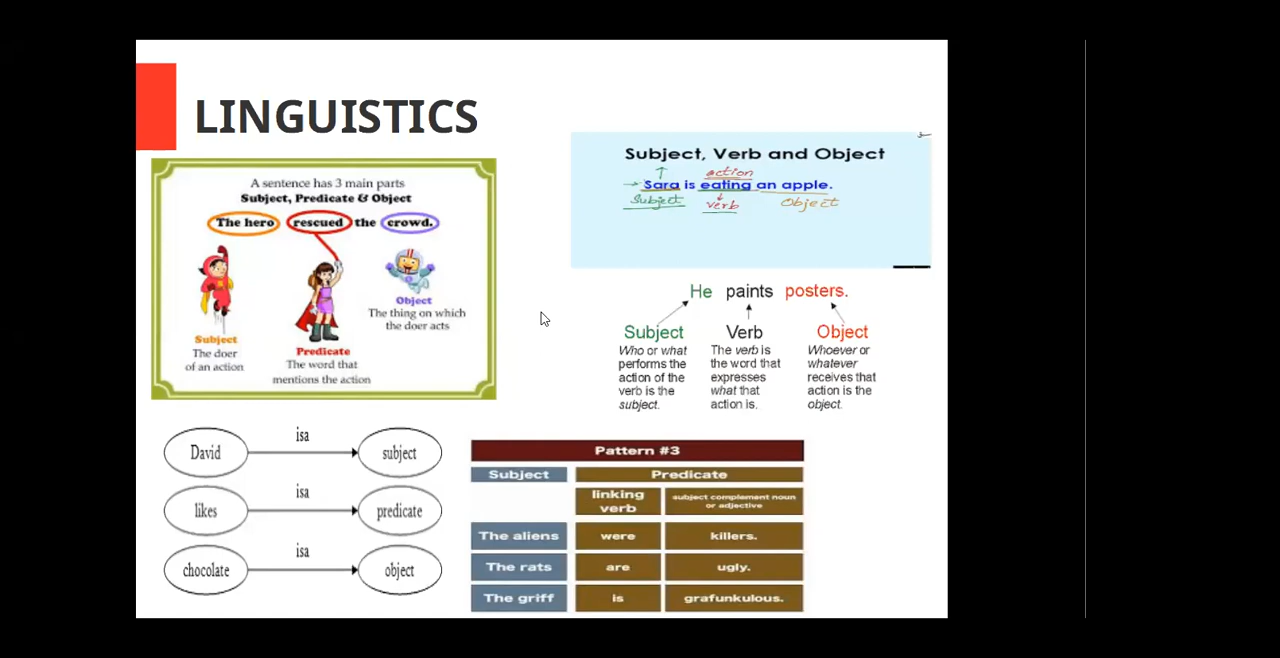 LINGUISTICS
A sentence has 3 main parts
Subject, Predicate & Object
The hero rescued the crowd.
Subject
The doer
of an action
Predicate
The word that
mentions the action
Object
The thing on which
the doer acts
Subject, Verb and Object
action
Sara is eating an apple.
Subject verb Object
He paints posters.
Subject
Who or what
performs the
action of the
verb is the
subject.
Verb
The verb is
the word that
expresses
what that
action is.
Object
Whoever or
whatever
receives that
action is the
object.
David isa subject
likes isa predicate
chocolate isa object
Pattern #3
Subject Predicate
linking
verb
subject complement noun
or adjective
The aliens were killers.
The rats are ugly.
The griff is grafunkulous.